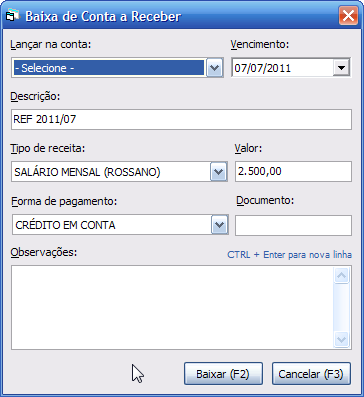 Baixa de Conta a Receber
Lançar na conta: Vencimento:
- Selecione - 07/07/2011
Descrição:
REF 2011/07
Tipo de receita: Valor:
SALÁRIO MENSAL (ROSSANO) 2.500,00
Forma de pagamento: Documento:
CRÉDITO EM CONTA
Observações: CTRL + Enter para nova linha
Baixar (F2) Cancelar (F3)